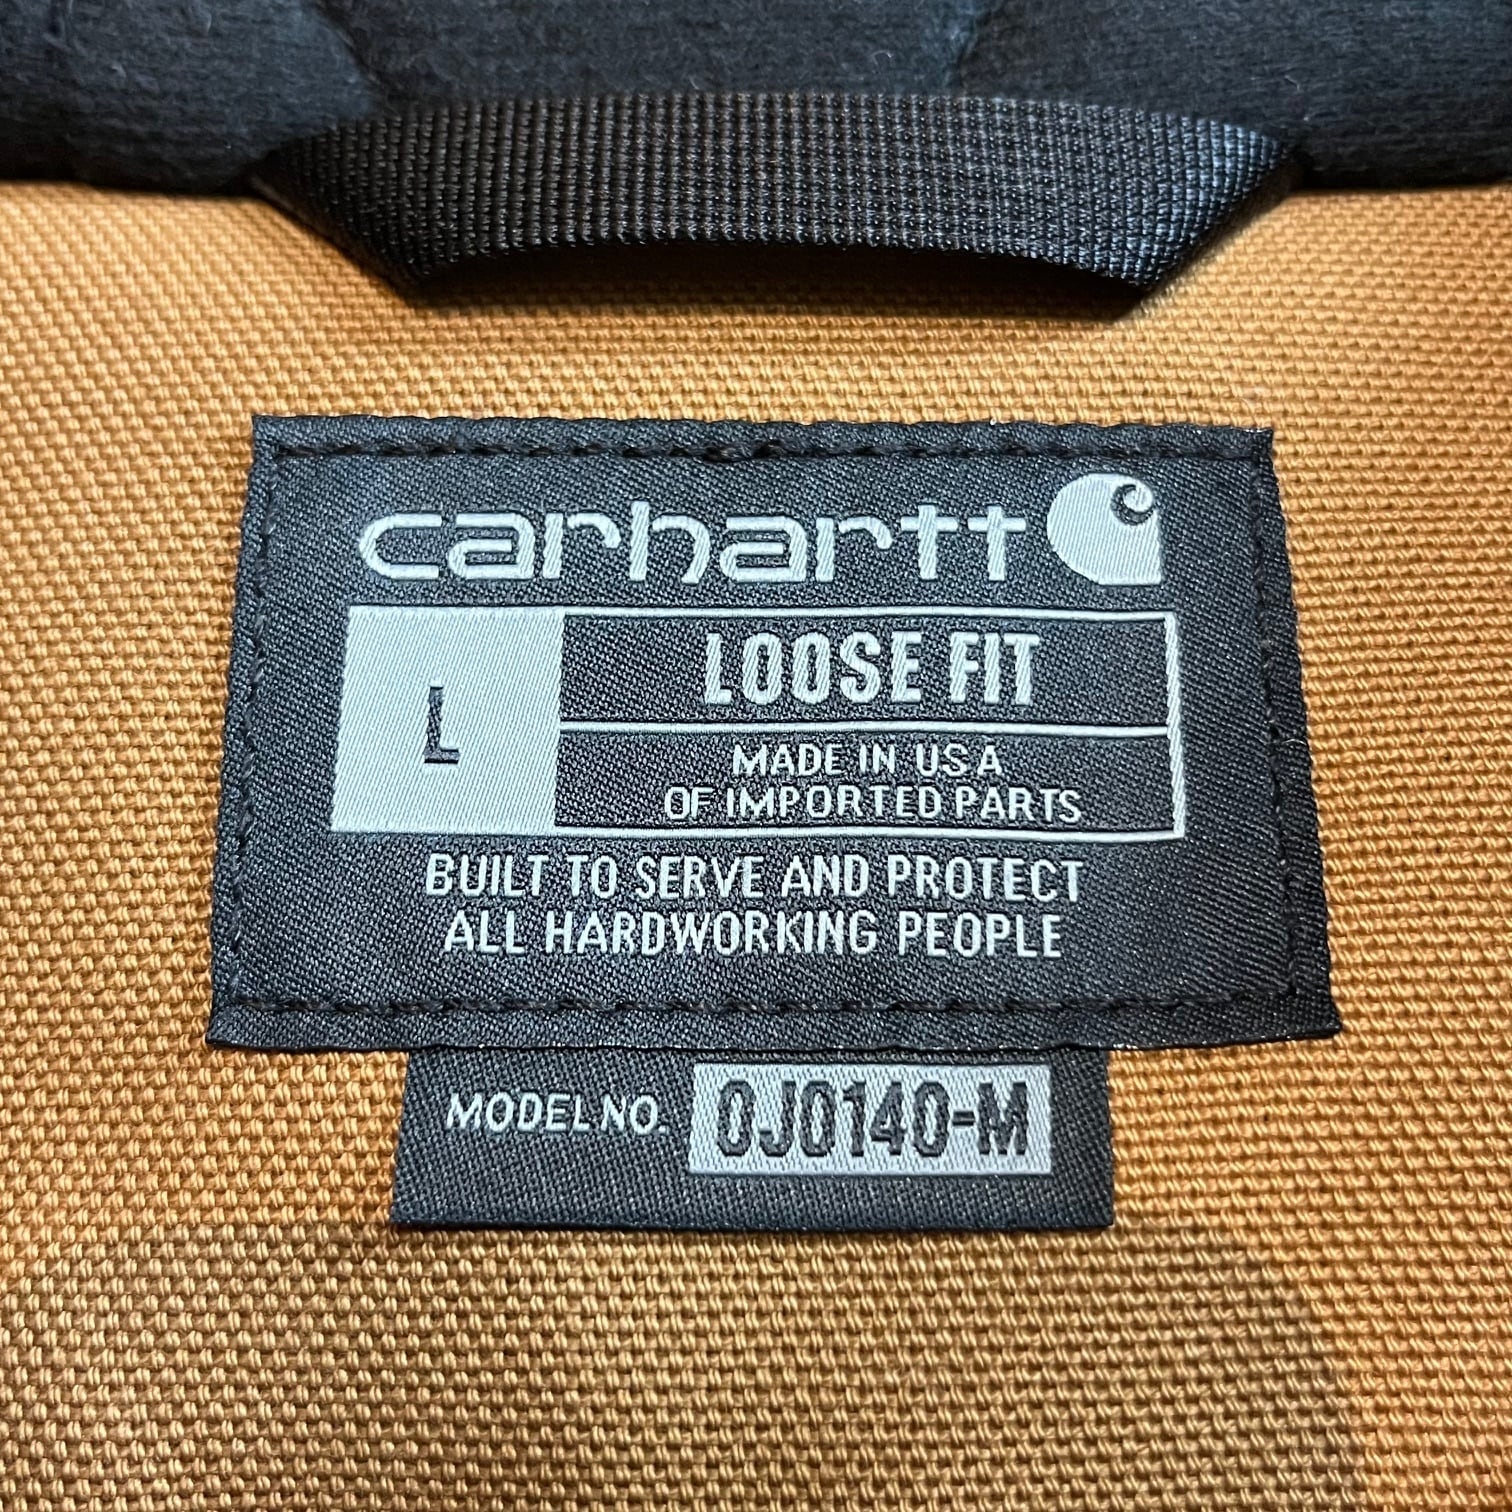 carhartt
L
LOOSE FIT
MADE IN USA
OF IMPORTED PARTS
BUILT TO SERVE AND PROTECT
ALL HARDWORKING PEOPLE
MODEL NO. OJ0140-M